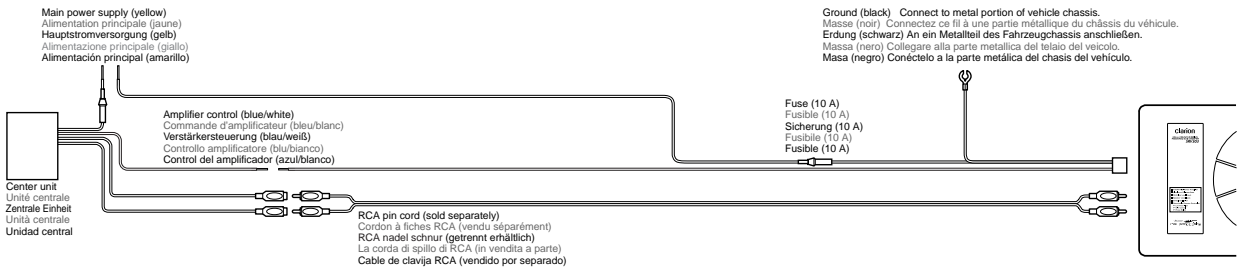 Main power supply (yellow)
Alimentation principale (jaune)
Hauptstromversorgung (gelb)
Alimentazione principale (giallo)
Alimentación principal (amarillo)
Ground (black) Connect to metal portion of vehicle chassis.
Masse (noir) Connectez ce fil à une partie métallique du châssis du véhicule.
Erdung (schwarz) An ein Metallteil des Fahrzeugchassis anschließen.
Massa (nero) Collegare alla parte metallica del telaio del veicolo.
Masa (negro) Conéctelo a la parte metálica del chasis del vehículo.
Amplifier control (blue/white)
Commande d'amplificateur (bleu/blanc)
Verstärkersteuerung (blau/weiß)
Controllo amplificatore (blu/bianco)
Control del amplificador (azul/blanco)
Fuse (10 A)
Fusible (10 A)
Sicherung (10 A)
Fusibile (10 A)
Fusible (10 A)
clarion
Center unit
Unité centrale
Zentrale Einheit
Unità centrale
Unidad central
RCA pin cord (sold separately)
Cordon à fiches RCA (vendu séparément)
RCA nadel schnur (getrennt erhältlich)
La corda di spillo di RCA (in vendita a parte)
Cable de clavija RCA (vendido por separado)